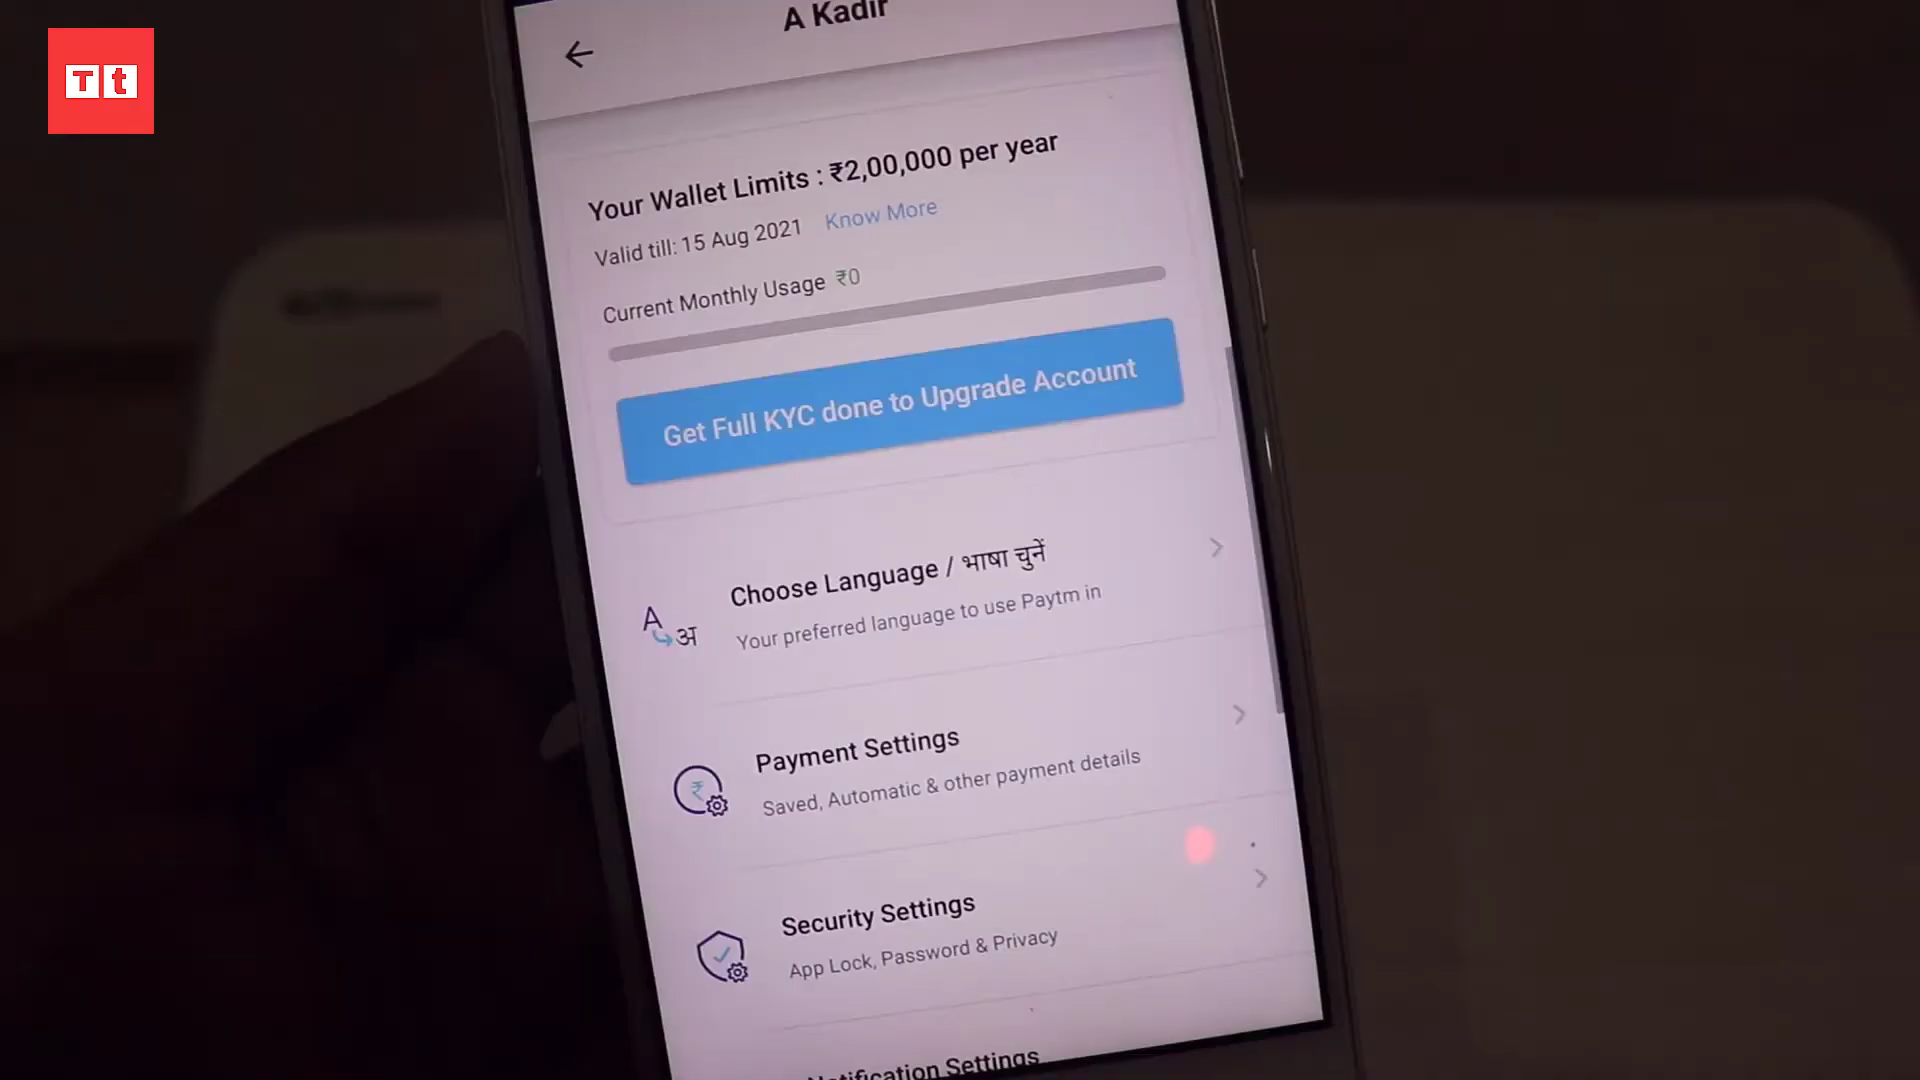 Tt
A Kadir
Your Wallet Limits : ₹2,00,000 per year
Valid till: 15 Aug 2021 Know More
Current Monthly Usage ₹0
Get Full KYC done to Upgrade Account
A अ
Choose Language / भाषा चुनें
Your preferred language to use Paytm in
₹
Payment Settings
Saved, Automatic & other payment details
Security Settings
App Lock, Password & Privacy
Notification Settings